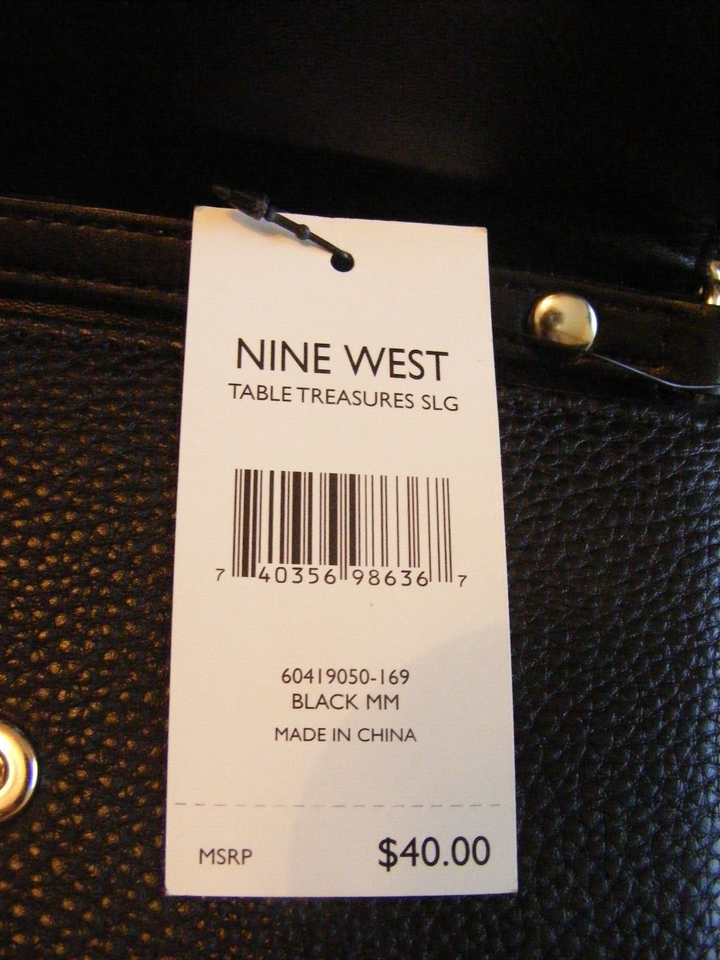 NINE WEST
TABLE TREASURES SLG
7 40356 98636 7
60419050-169
BLACK MM
MADE IN CHINA
MSRP $40.00